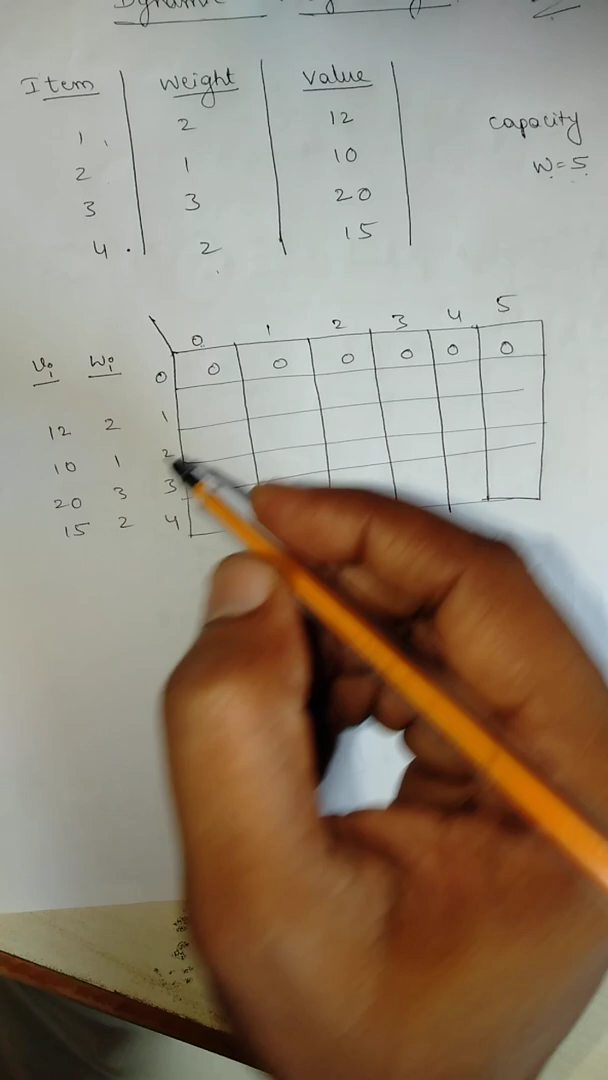 Dynamic
Item Weight Value
1 2 12
2 1 10
3 3 20
4 2 15
capacity
W=5
0 1 2 3 4 5
vi wi 0 0 0 0 0 0 0
12 2 1
10 1 2
20 3 3
15 2 4